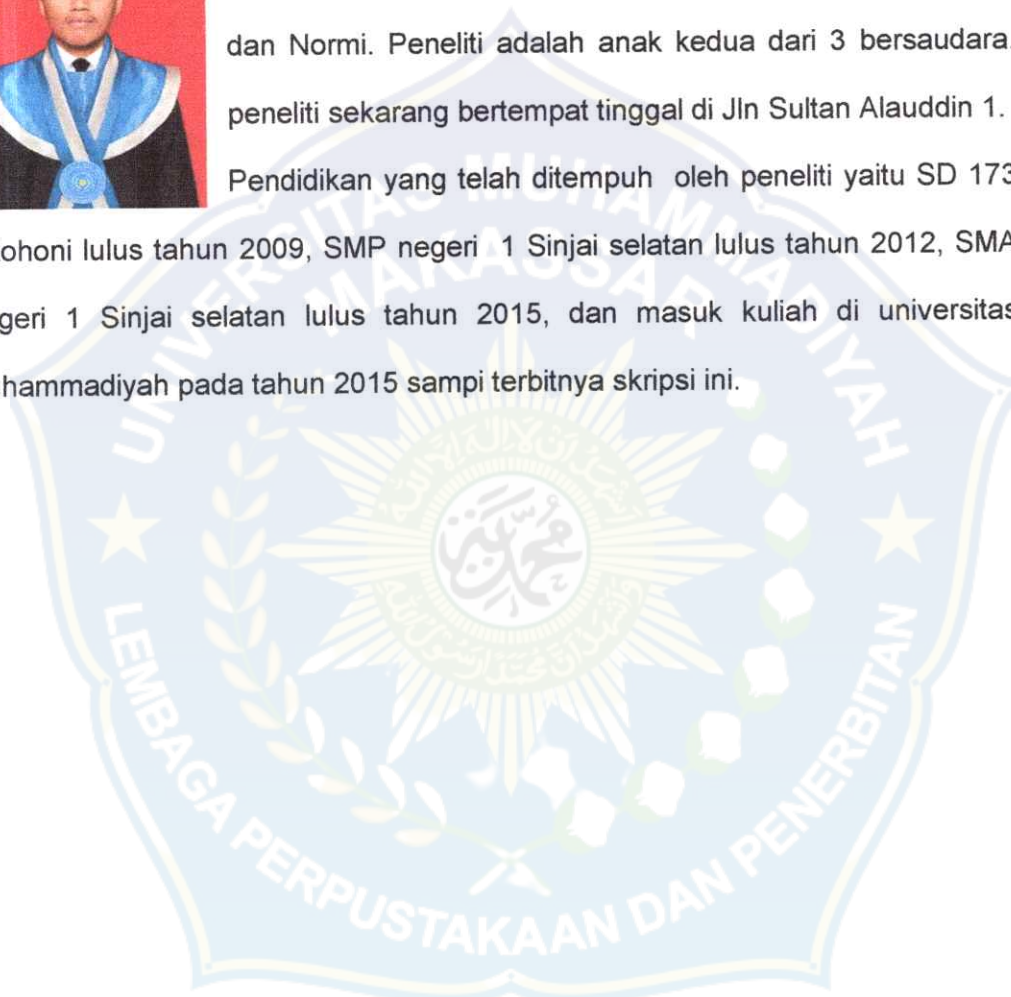 dan Normi. Peneliti adalah anak kedua dari 3 bersaudara.
peneliti sekarang bertempat tinggal di Jln Sultan Alauddin 1.
Pendidikan yang telah ditempuh oleh peneliti yaitu SD 173
ohoni lulus tahun 2009, SMP negeri 1 Sinjai selatan lulus tahun 2012, SMA
geri 1 Sinjai selatan lulus tahun 2015, dan masuk kuliah di universitas
hammadiyah pada tahun 2015 sampi terbitnya skripsi ini.
UNIVERSITAS MUHAMMADIYAH
MAKASSAR
محمدية
LEMBAGA PERPUSTAKAAN DAN PENERBITAN